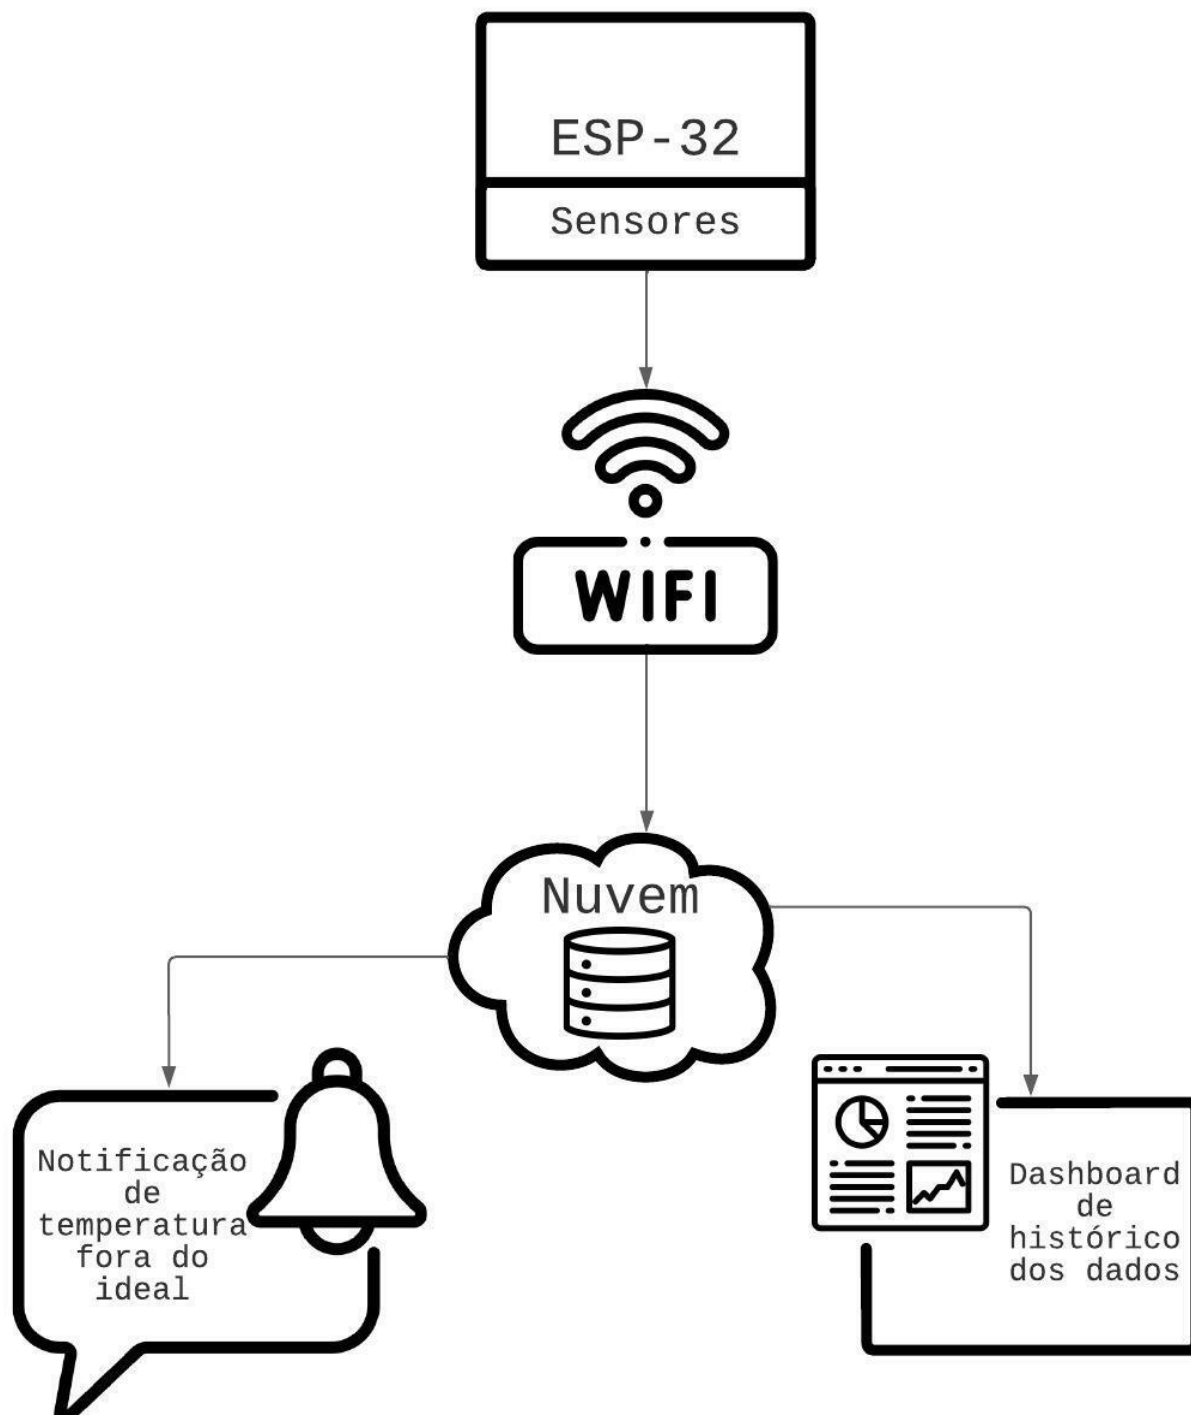 ESP-32
Sensores
WIFI
Nuvem
Notificação
de
temperatura
fora do
ideal
Dashboard
de
histórico
dos dados